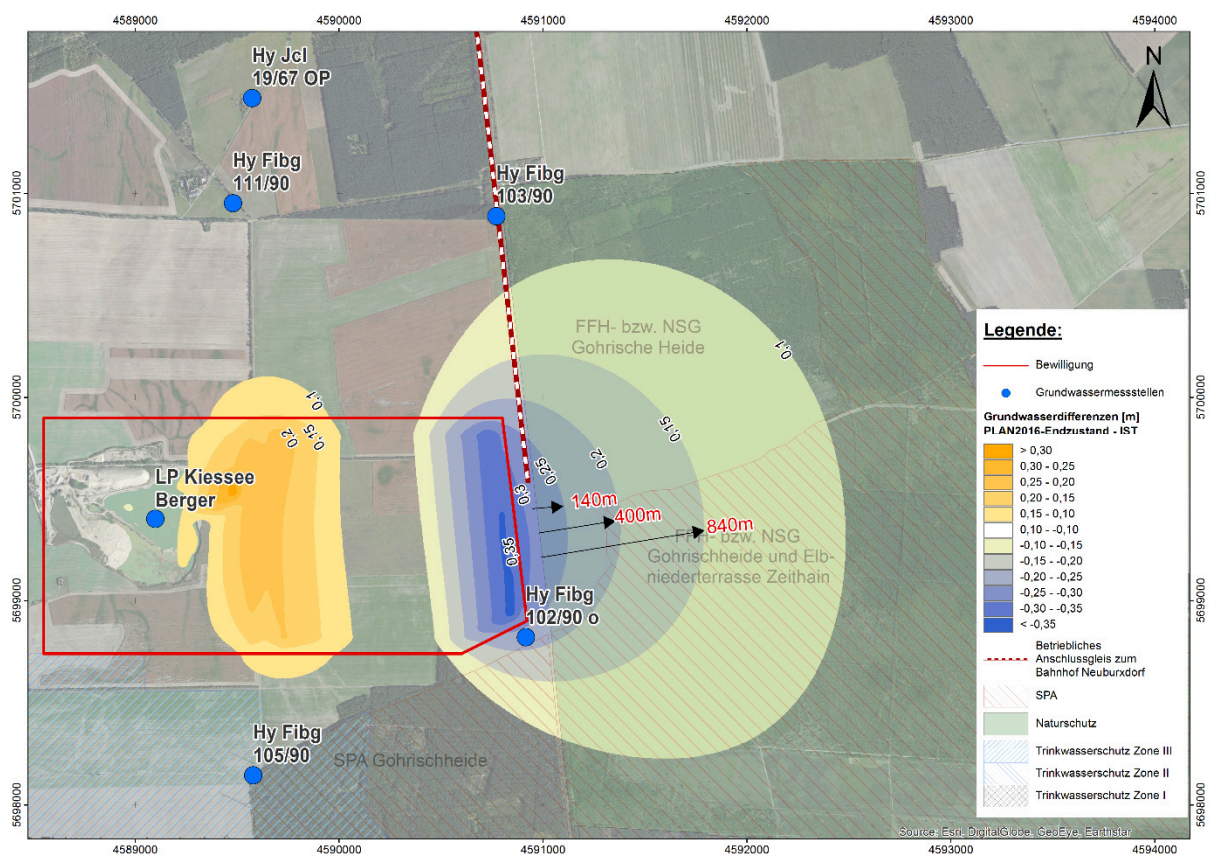 4589000
4590000
4591000
4592000
4593000
4594000
N
Hy Jcl
19/67 OP
Hy Fibg
111/90
Hy Fibg
103/90
5701000
5701000
FFH- bzw. NSG
Gohrische Heide
0,1
5700000
5700000
0,1
0,15
0,2
0,15
0,2
0,25
0,3
0,35
LP Kiessee
Berger
140m
400m
840m
FFH- bzw. NSG
Gohrischheide und Elb-
niederterrasse Zeithain
5699000
5699000
Hy Fibg
102/90 o
Hy Fibg
105/90
SPA Gohrischheide
5698000
5698000
Legende:
Bewilligung
Grundwassermessstellen
Grundwasserdifferenzen [m]
PLAN2016-Endzustand - IST
> 0,30
0,30 - 0,25
0,25 - 0,20
0,20 - 0,15
0,15 - 0,10
0,10 - -0,10
-0,10 - -0,15
-0,15 - -0,20
-0,20 - -0,25
-0,25 - -0,30
-0,30 - -0,35
< -0,35
Betriebliches
Anschlussgleis zum
Bahnhof Neuburxdorf
SPA
Naturschutz
Trinkwasserschutz Zone III
Trinkwasserschutz Zone II
Trinkwasserschutz Zone I
Source: Esri, DigitalGlobe, GeoEye, Earthstar
4589000
4590000
4591000
4592000
4593000
4594000